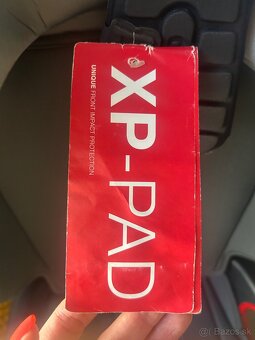 XP-PAD
UNIQUE FRONT IMPACT PROTECTION
Bazos.sk